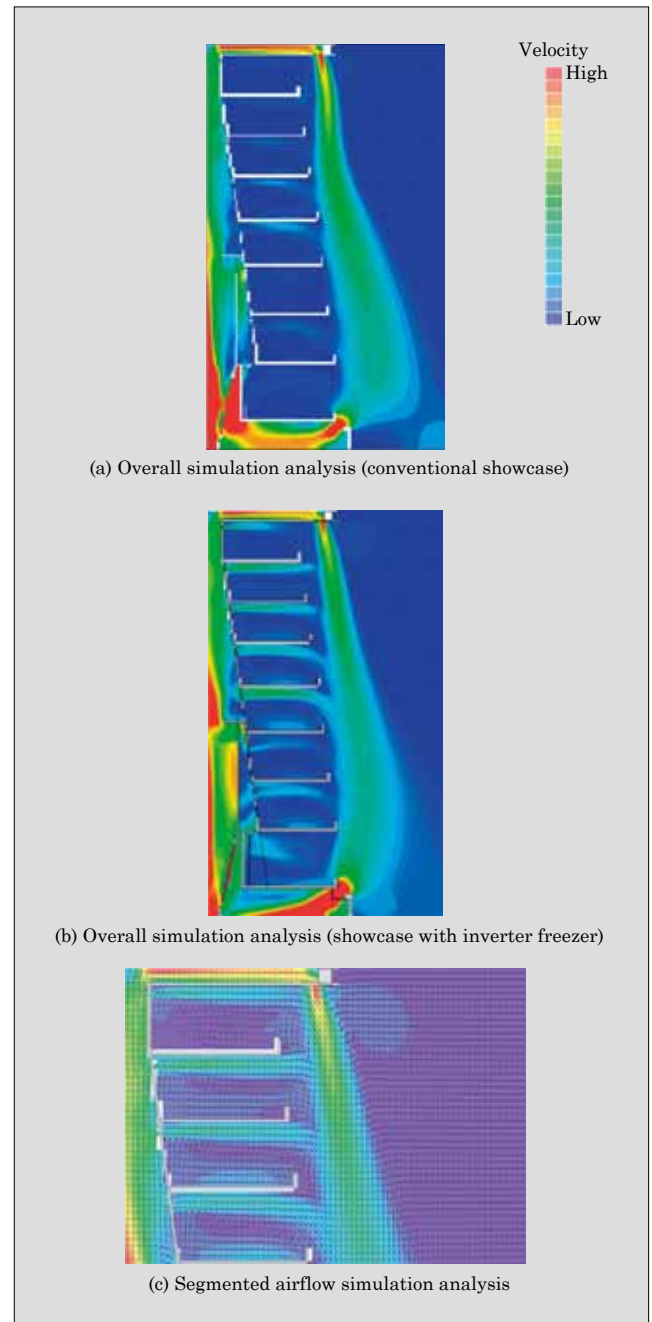 Velocity
High
Low
(a) Overall simulation analysis (conventional showcase)
(b) Overall simulation analysis (showcase with inverter freezer)
(c) Segmented airflow simulation analysis